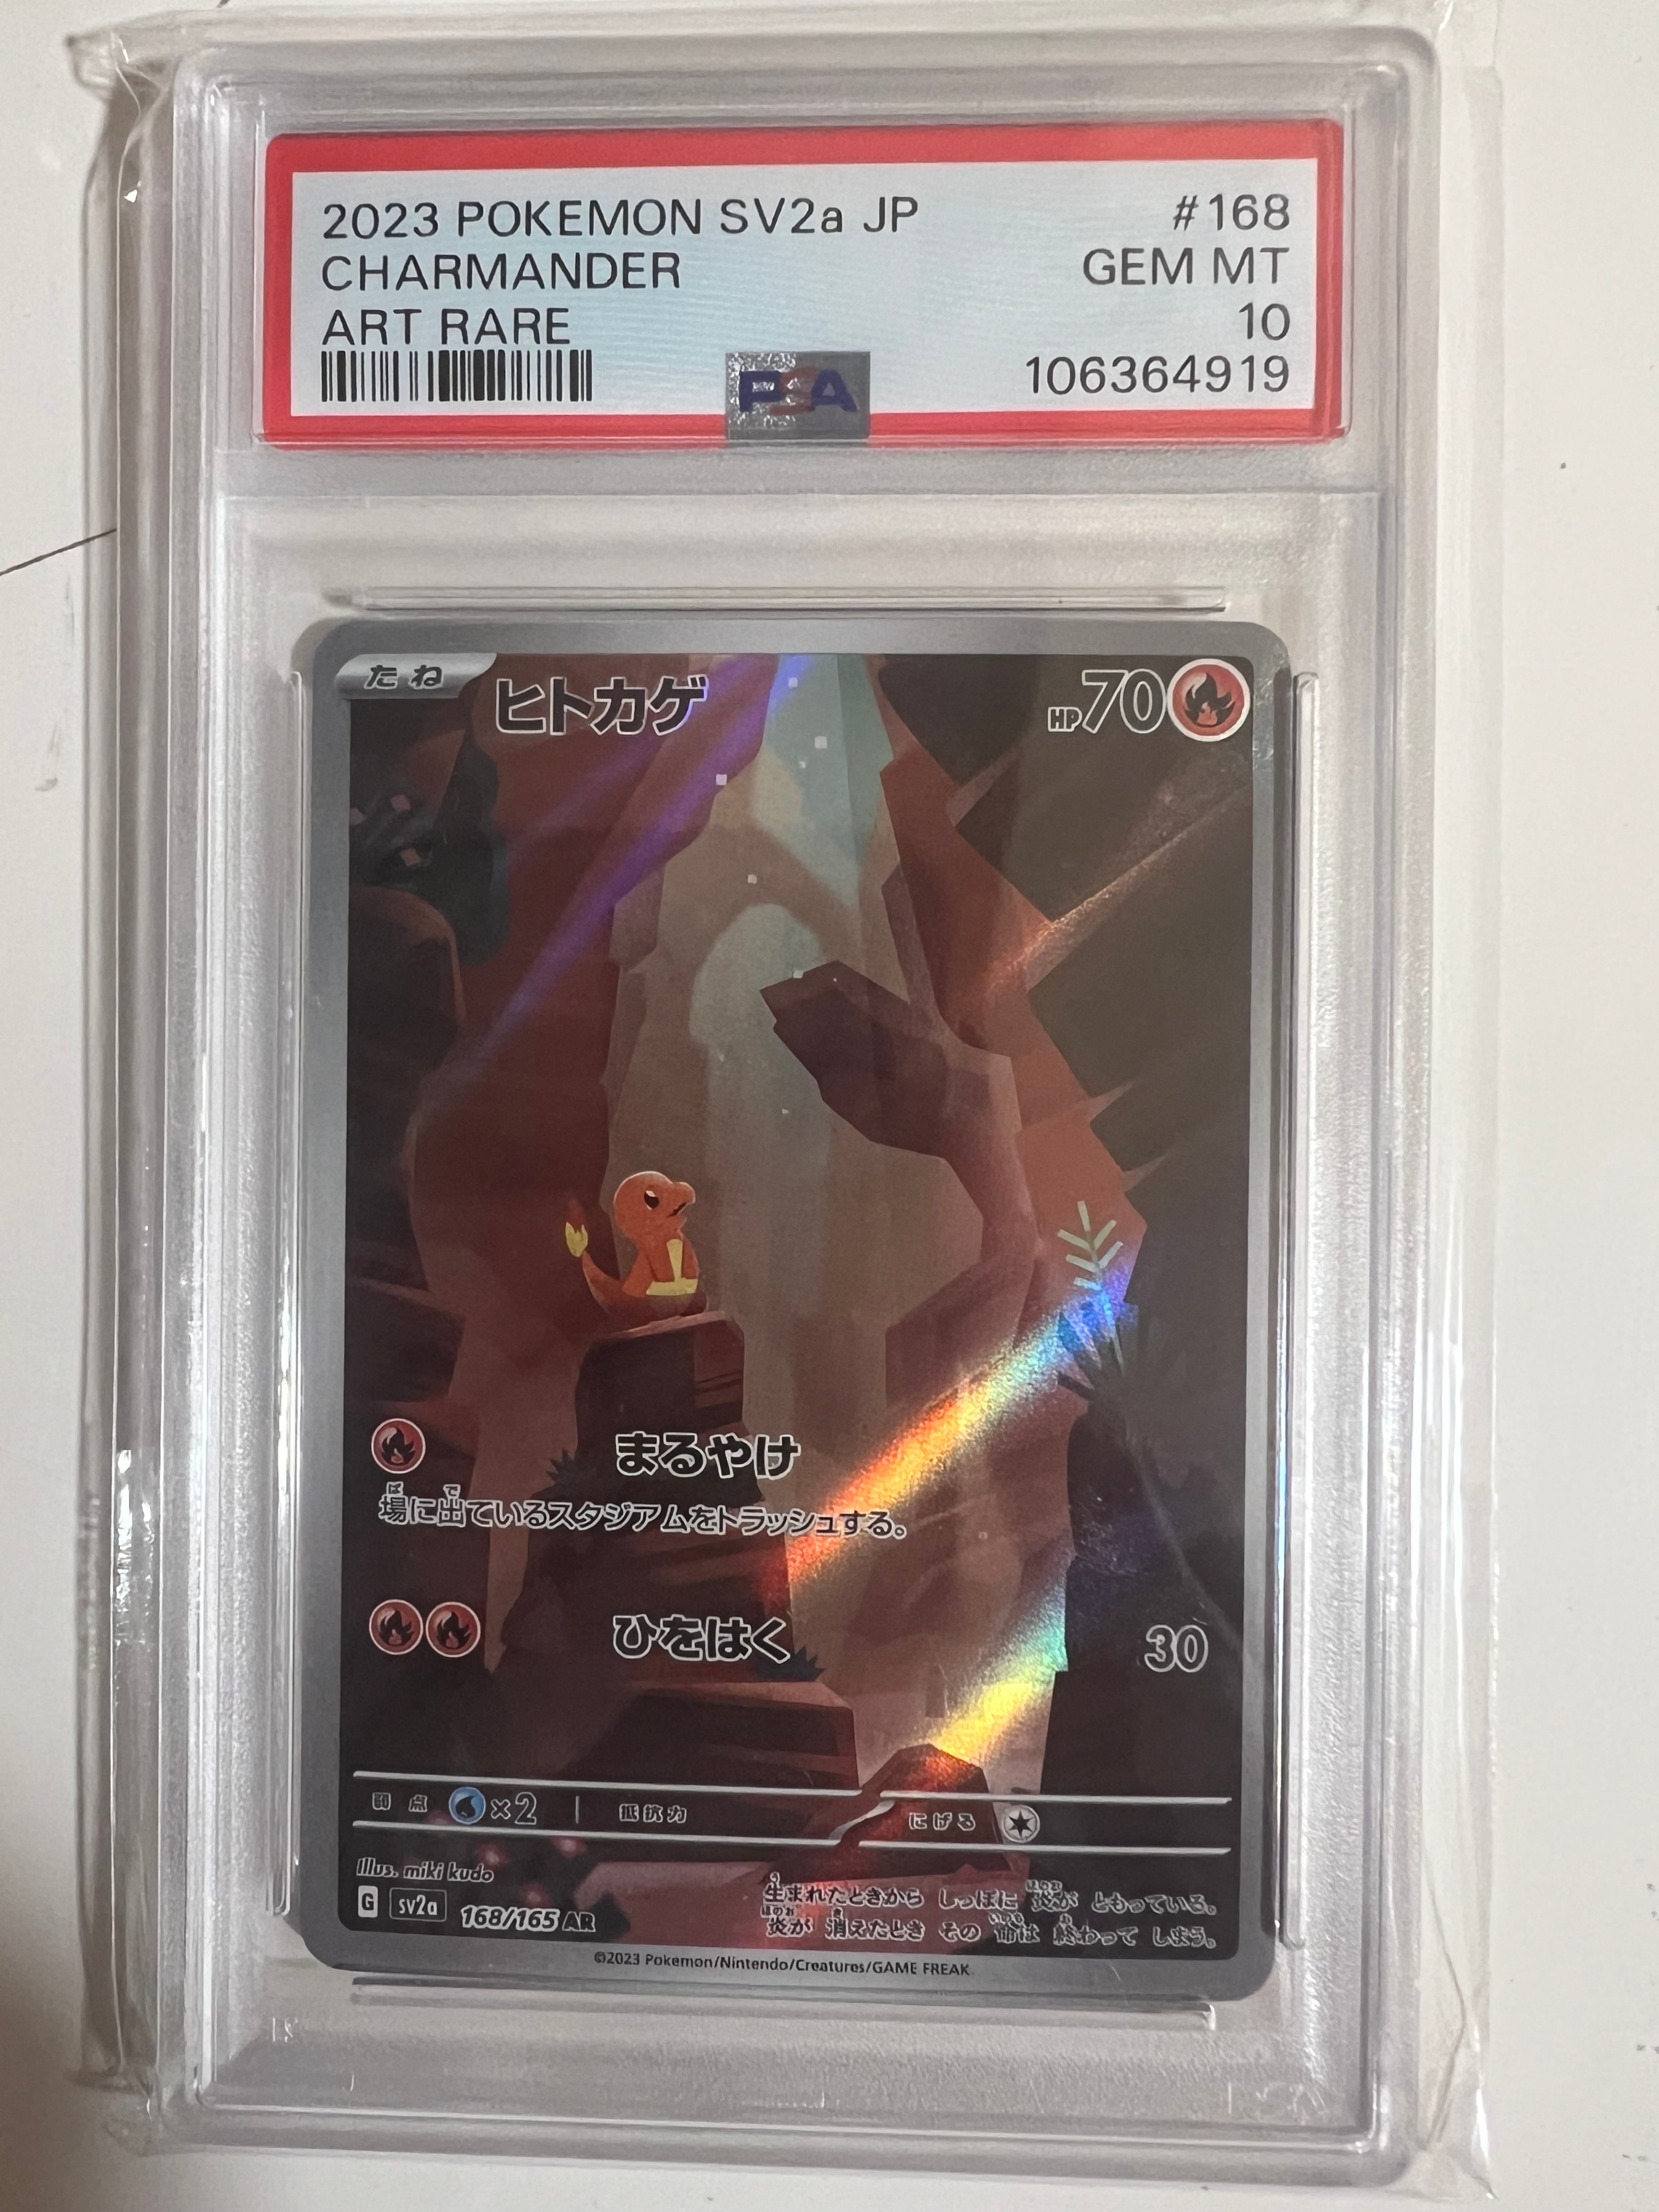 2023 POKEMON SV2a JP #168
CHARMANDER GEM MT
ART RARE 10
PSA 106364919
たね ヒトカゲ HP70
まるやけ
場に出ているスタジアムをトラッシュする。
ひをはく 30
弱点 ×2 抵抗力 にげる
Illus. miki kudo
G sv2a 168/165 AR
生まれたときから しっぽに 炎が ともっている。
炎が 消えたとき その 命は 終わって しまう。
©2023 Pokémon/Nintendo/Creatures/GAME FREAK.